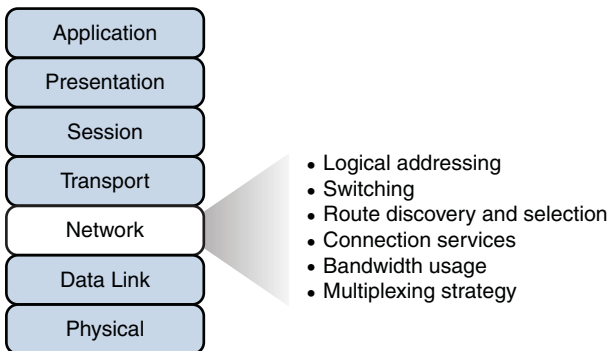 Application
Presentation
Session
Transport
Network
Data Link
Physical
• Logical addressing
• Switching
• Route discovery and selection
• Connection services
• Bandwidth usage
• Multiplexing strategy